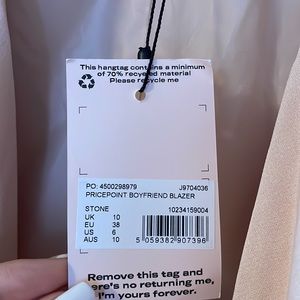 This hangtag contains a minimum
of 70% recycled material
Please recycle me
PO: 4500298979 J9704036
PRICEPOINT BOYFRIEND BLAZER
STONE 10234159004
UK 10
EU 38
US 6
AUS 10
5 059382 907396
Remove this tag and
there's no returning me,
I'm yours forever.